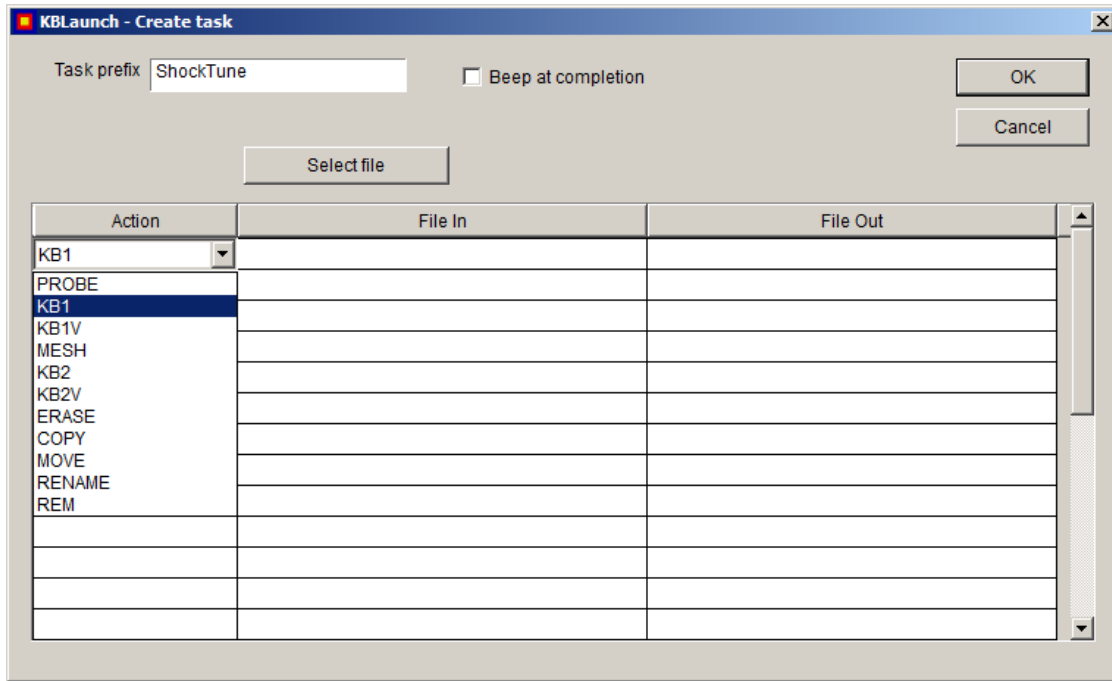 KBLaunch - Create task
Task prefix ShockTune Beep at completion OK
Cancel
Select file
Action File In File Out
KB1
PROBE
KB1
KB1V
MESH
KB2
KB2V
ERASE
COPY
MOVE
RENAME
REM